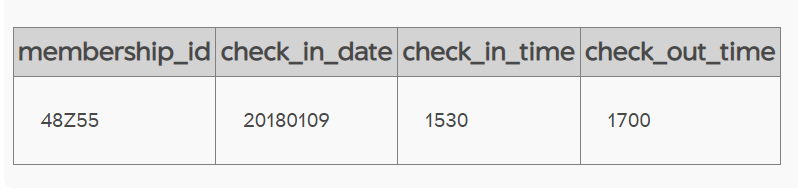 membership_id check_in_date check_in_time check_out_time
48Z55 20180109 1530 1700